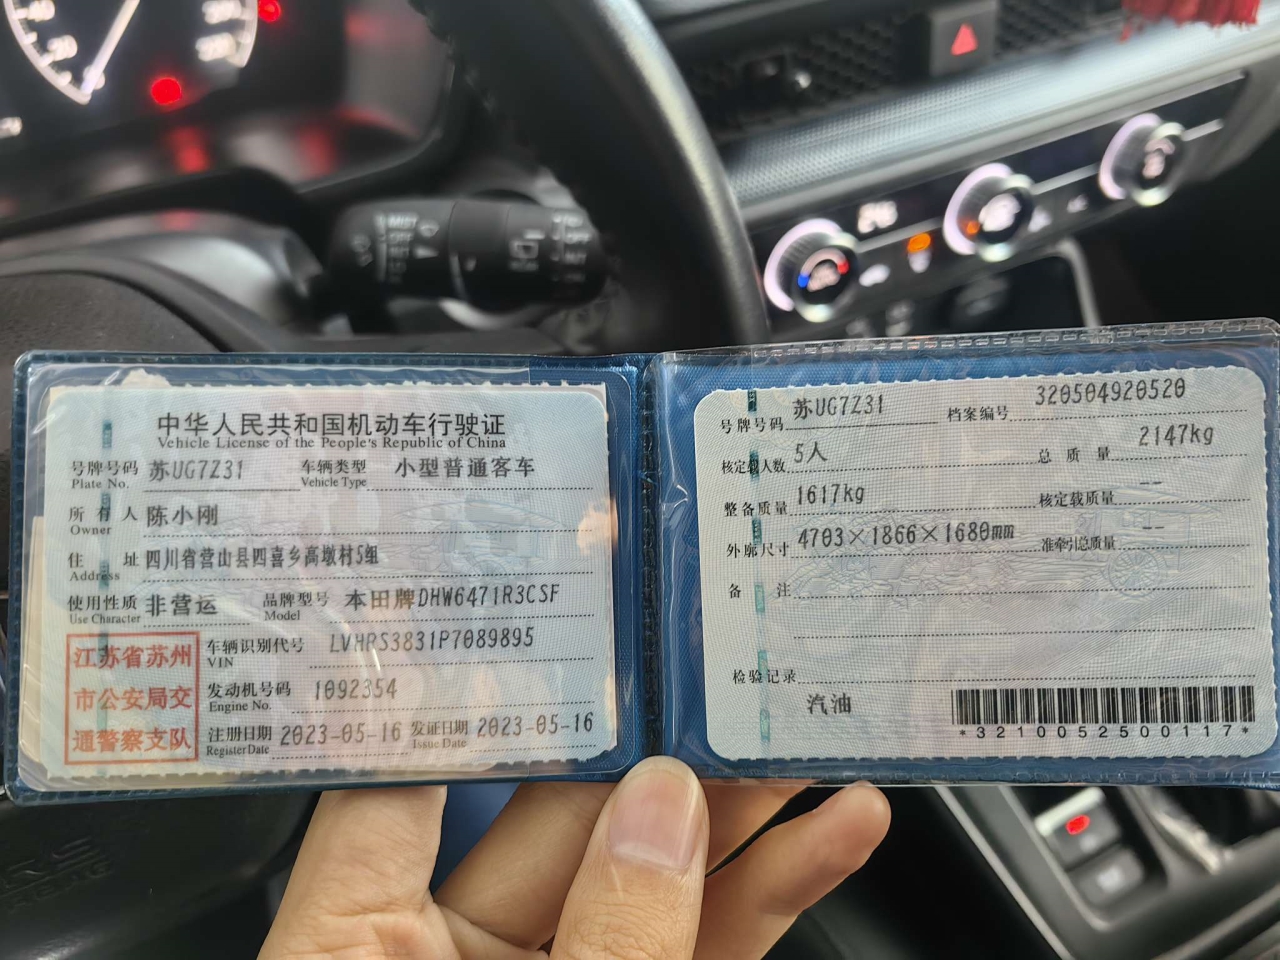 中华人民共和国机动车行驶证
Vehicle License of the People's Republic of China
号牌号码 苏UG7Z31 车辆类型 小型普通客车
Plate No. Vehicle Type
所有人 陈小刚
Owner
住址 四川省营山县四喜乡高墩村5组
Address
使用性质 非营运 品牌型号 本田牌DHW6471R3CSF
Use Character Model
江苏省苏州
市公安局交
通警察支队
车辆识别代号 LVHRS3831P7089895
VIN
发动机号码 1092354
Engine No.
注册日期 2023-05-16 发证日期 2023-05-16
Register Date Issue Date
号牌号码 苏UG7Z31 档案编号 320504920520
核定载人数 5人 总质量 2147kg
整备质量 1617kg 核定载质量 --
外廓尺寸 4703×1866×1680mm 准牵引总质量 --
备注
检验记录
汽油
*3210052500117*